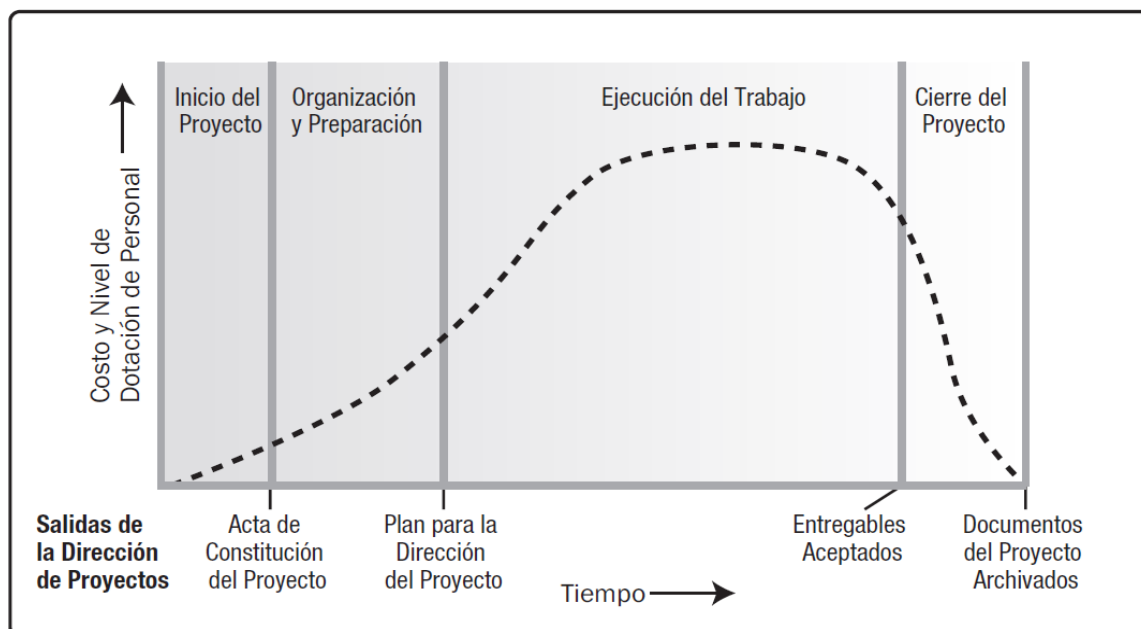 Inicio del
Proyecto
Organización
y Preparación
Ejecución del Trabajo
Cierre del
Proyecto
Costo y Nivel de
Dotación de Personal
Salidas de
la Dirección
de Proyectos
Acta de
Constitución
del Proyecto
Plan para la
Dirección
del Proyecto
Entregables
Aceptados
Documentos
del Proyecto
Archivados
Tiempo